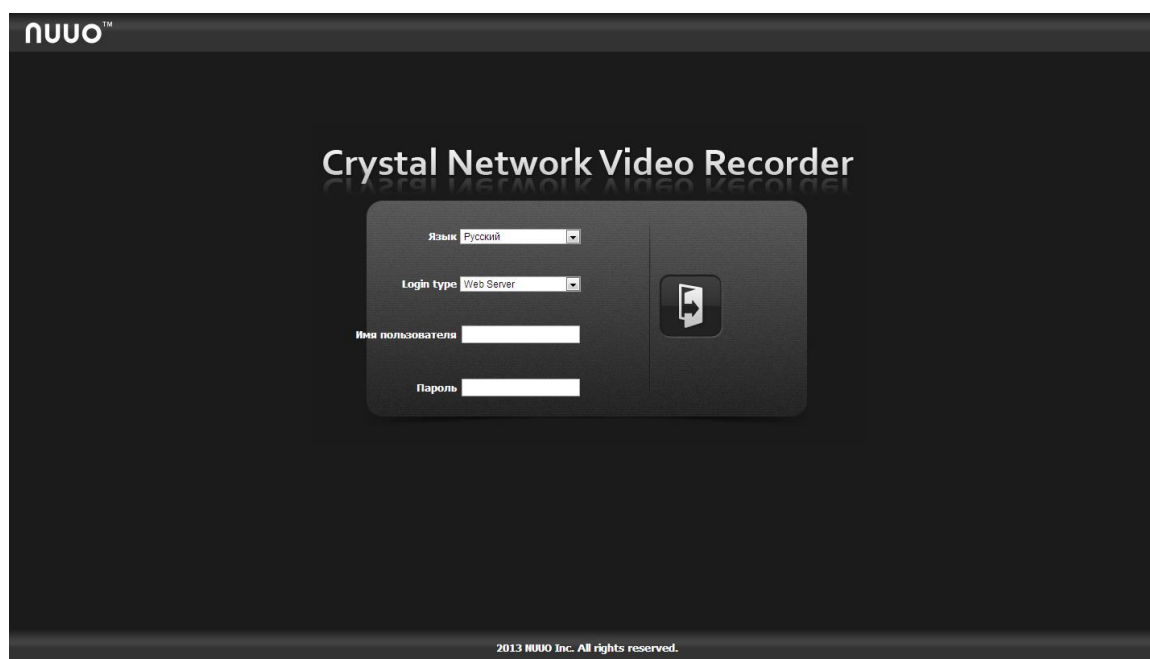 nuuo™
Crystal Network Video Recorder
Язык Русский
Login type Web Server
Имя пользователя
Пароль
2013 NUUO Inc. All rights reserved.